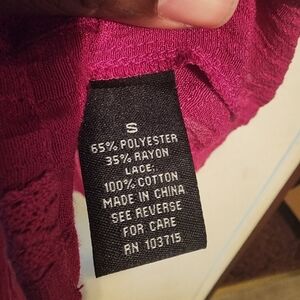 S
65% POLYESTER
35% RAYON
LACE:
100% COTTON
MADE IN CHINA
SEE REVERSE
FOR CARE
RN 103715